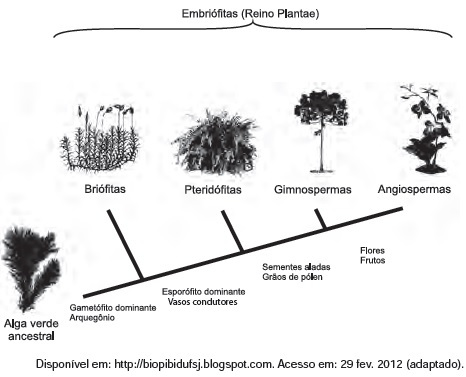 Embriófitas (Reino Plantae)
Briófitas
Pteridófitas
Gimnospermas
Angiospermas
Alga verde
ancestral
Gametófito dominante
Arquegônio
Esporófito dominante
Vasos condutores
Sementes aladas
Grãos de pólen
Flores
Frutos
Disponível em: http://biopibidufsj.blogspot.com. Acesso em: 29 fev. 2012 (adaptado).